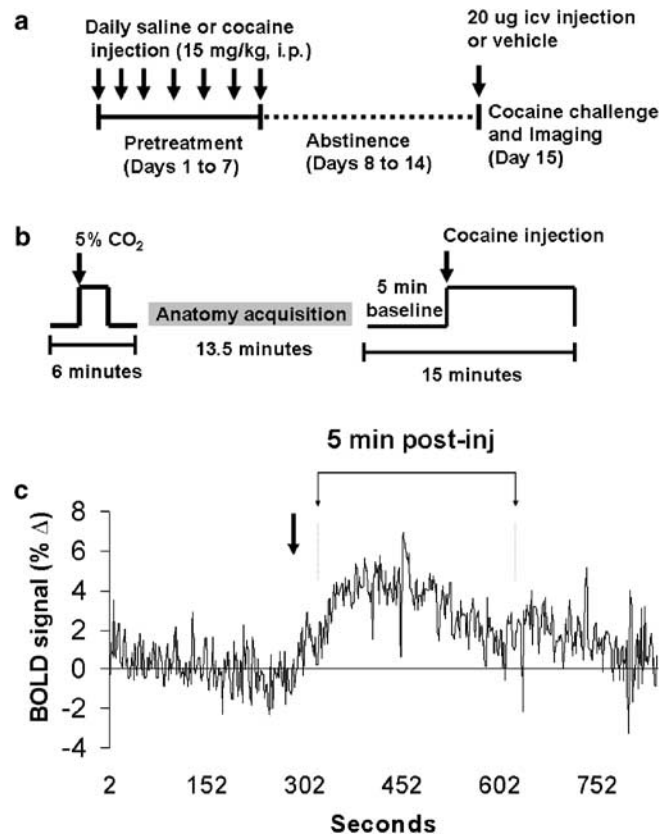 a
Daily saline or cocaine
injection (15 mg/kg, i.p.)
20 ug icv injection
or vehicle
Pretreatment
(Days 1 to 7)
Abstinence
(Days 8 to 14)
Cocaine challenge
and Imaging
(Day 15)
b
5% CO₂
Cocaine injection
5 min
baseline
Anatomy acquisition
6 minutes
13.5 minutes
15 minutes
5 min post-inj
c
BOLD signal (% Δ)
8
6
4
2
0
-2
-4
2 152 302 452 602 752
Seconds